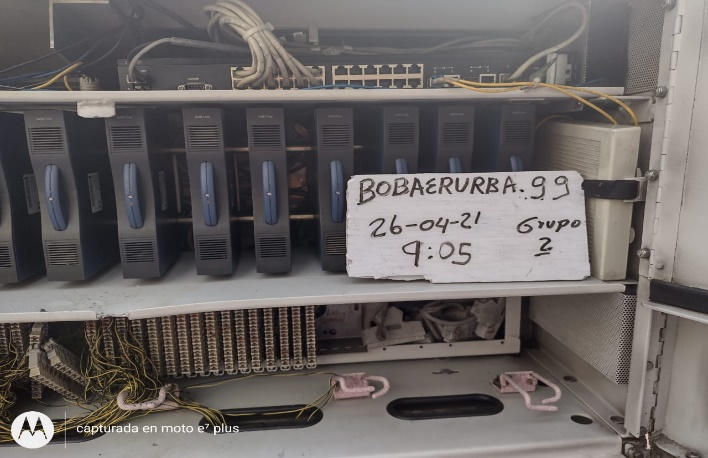 BOBAERURBA.99
26-04-21 Grupo
9:05 2
capturada en moto e⁷ plus